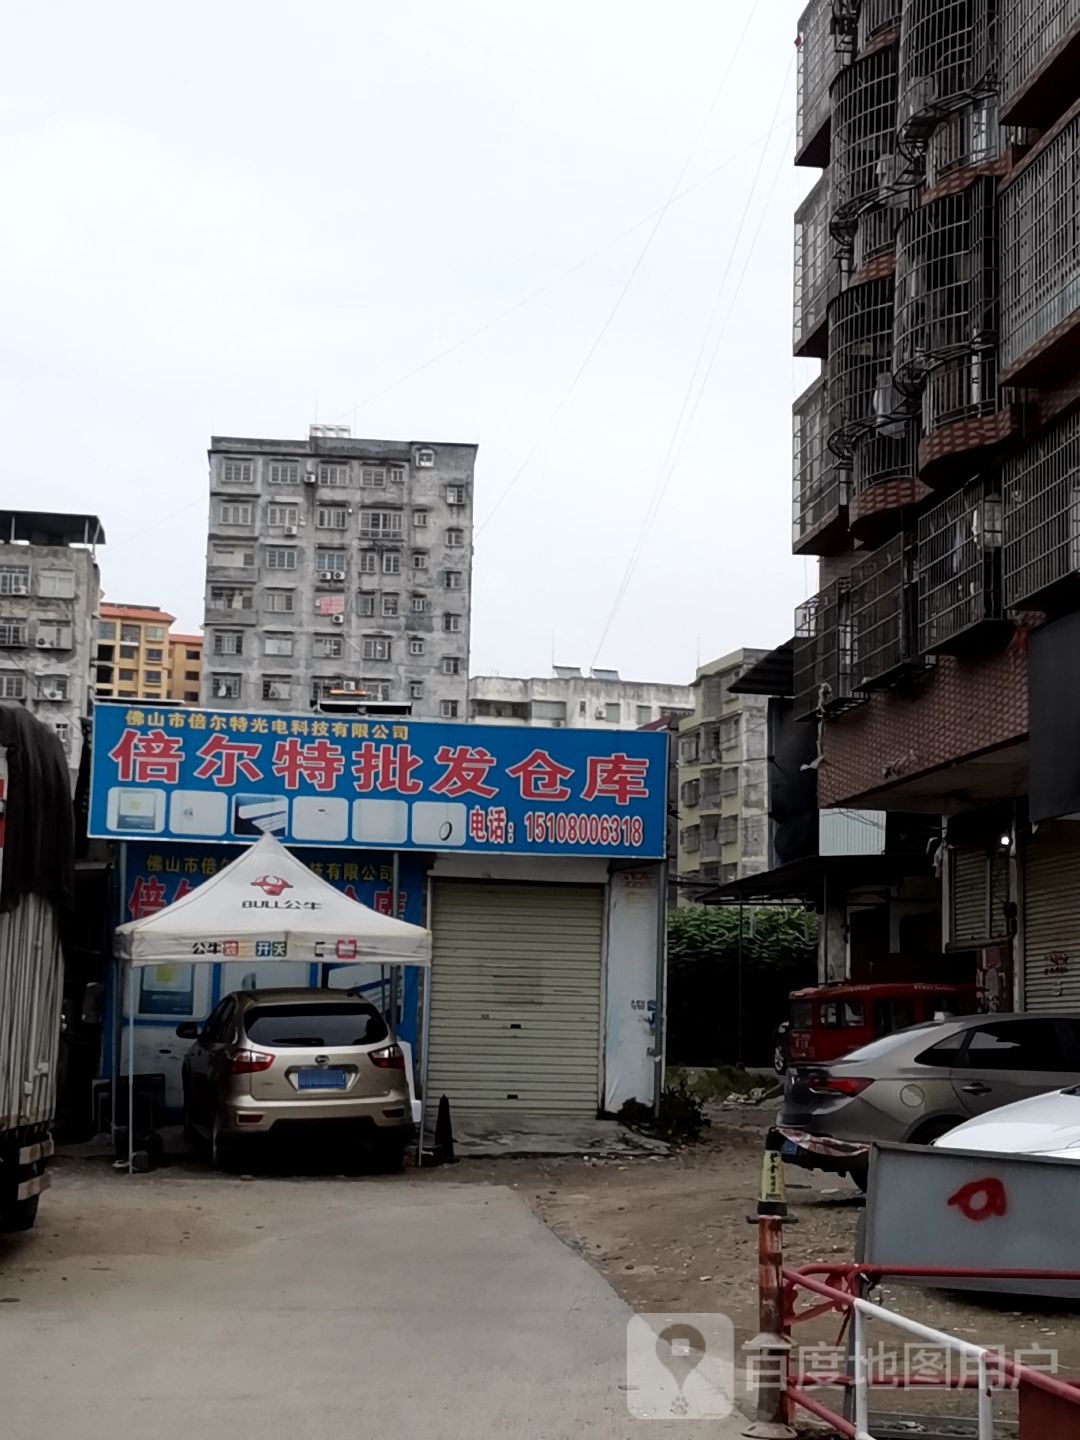 佛山市倍尔特光电科技有限公司
倍尔特批发仓库
电话：15108006318
佛山市倍尔 技有限公司
倍尔
BULL公牛
公牛 开关
百度地图用户